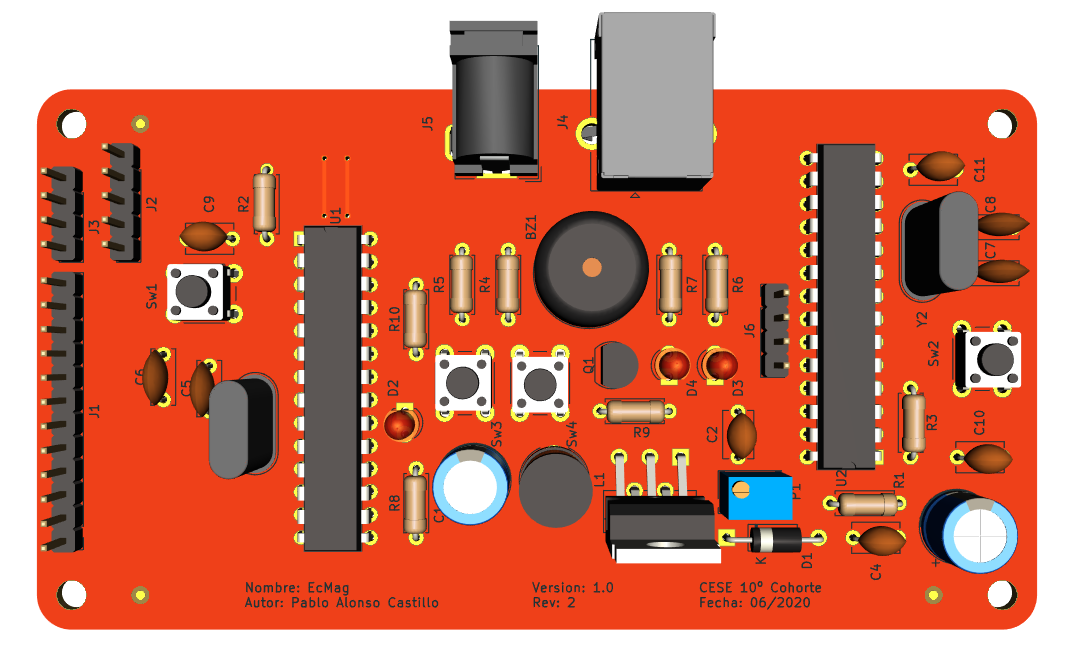 J5
J4
C11
J2
C9
R2
U1
C8
J3
BZ1
C7
Sw1
R5
R4
R7
R6
R10
Y2
J6
Sw2
Q1
C6
C5
D2
D4
D3
J1
R9
C2
R3
C10
Sw3
Sw4
L1
U2
R1
P1
R8
C1
K
D1
C4
+
Nombre: EcMag
Autor: Pablo Alonso Castillo
Version: 1.0
Rev: 2
CESE 10° Cohorte
Fecha: 06/2020